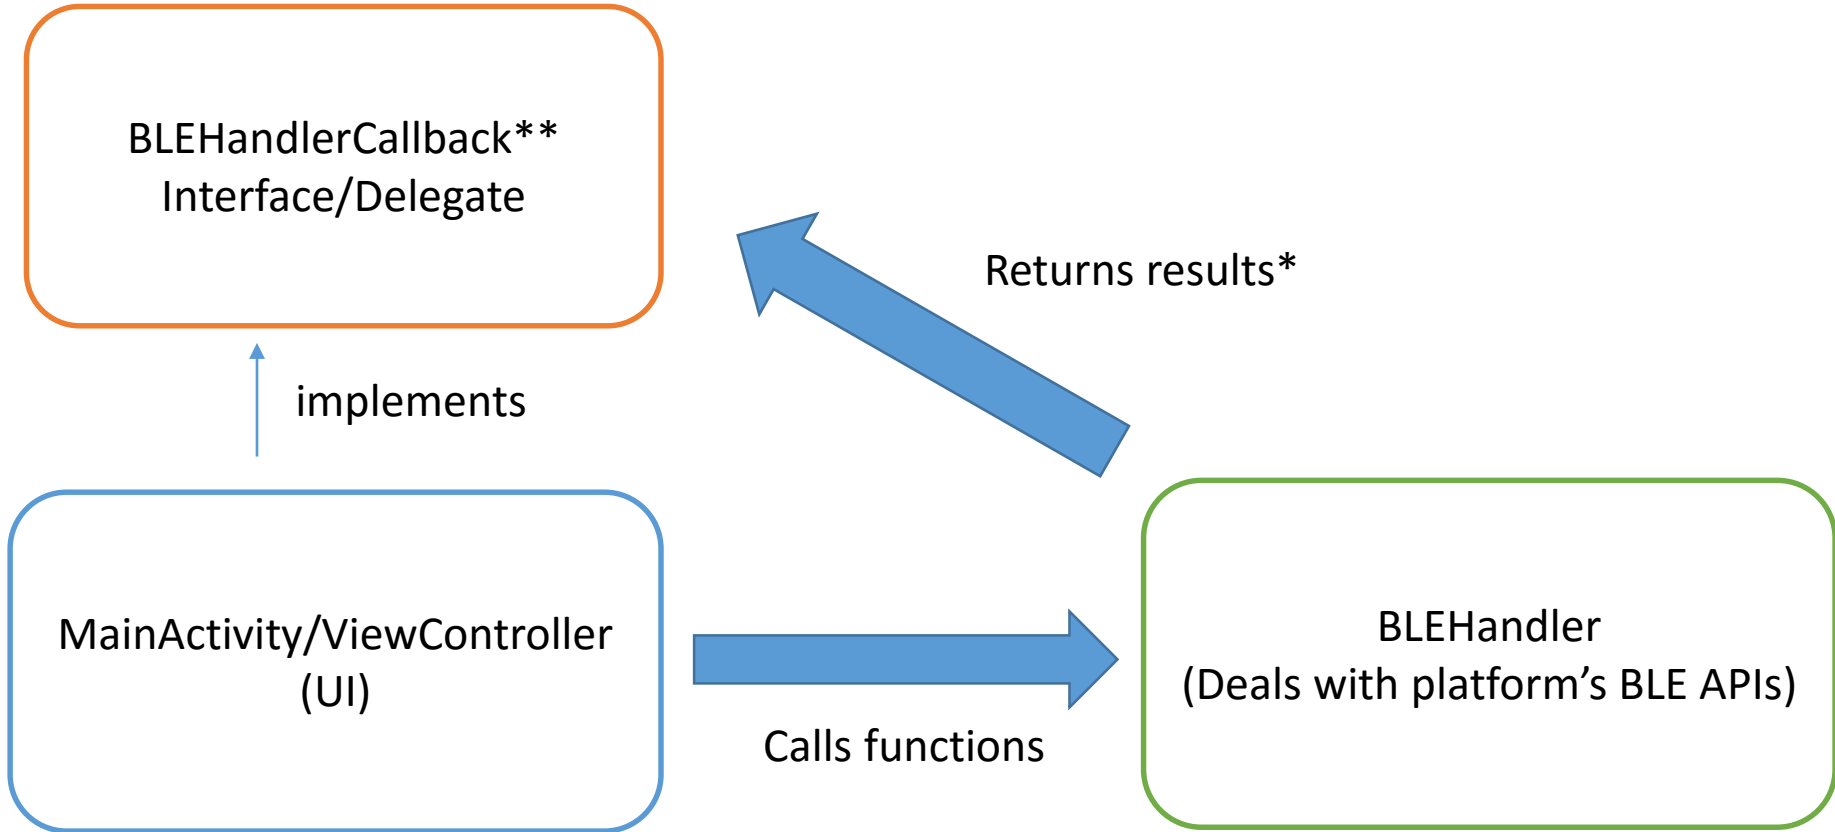 BLEHandlerCallback**
Interface/Delegate
Returns results*
implements
MainActivity/ViewController
(UI)
Calls functions
BLEHandler
(Deals with platform’s BLE APIs)